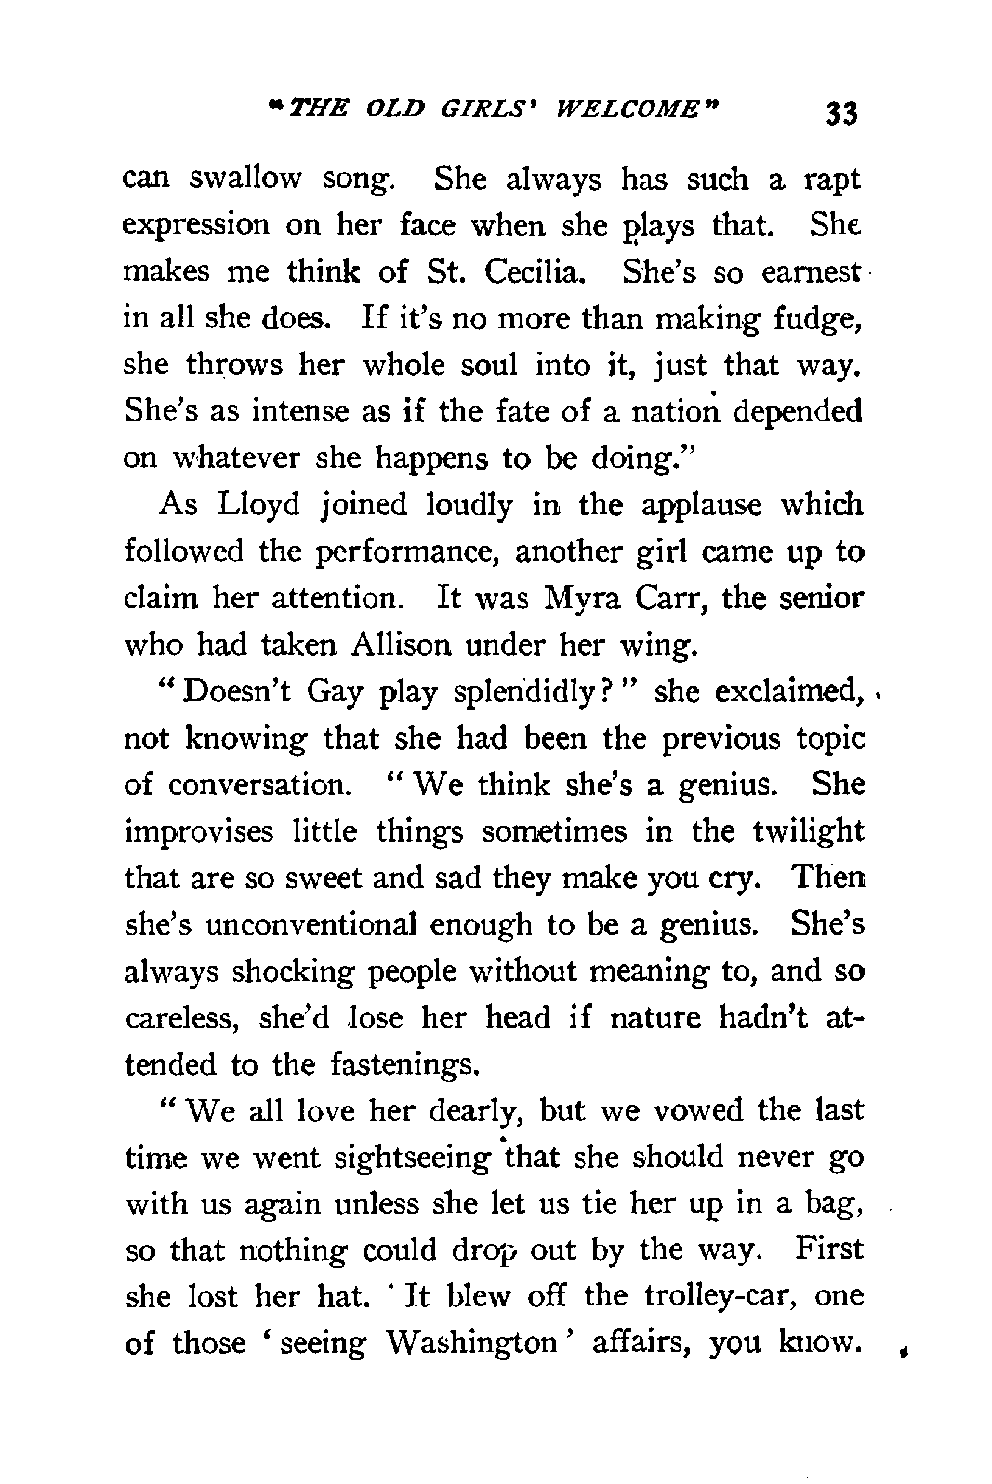 "THE OLD GIRLS' WELCOME" 33
can swallow song. She always has such a rapt
expression on her face when she plays that. She
makes me think of St. Cecilia. She's so earnest
in all she does. If it's no more than making fudge,
she throws her whole soul into it, just that way.
She's as intense as if the fate of a nation depended
on whatever she happens to be doing."
As Lloyd joined loudly in the applause which
followed the performance, another girl came up to
claim her attention. It was Myra Carr, the senior
who had taken Allison under her wing.
"Doesn't Gay play splendidly?" she exclaimed,
not knowing that she had been the previous topic
of conversation. "We think she's a genius. She
improvises little things sometimes in the twilight
that are so sweet and sad they make you cry. Then
she's unconventional enough to be a genius. She's
always shocking people without meaning to, and so
careless, she'd lose her head if nature hadn't at-
tended to the fastenings.
"We all love her dearly, but we vowed the last
time we went sightseeing that she should never go
with us again unless she let us tie her up in a bag,
so that nothing could drop out by the way. First
she lost her hat. It blew off the trolley-car, one
of those 'seeing Washington' affairs, you know.